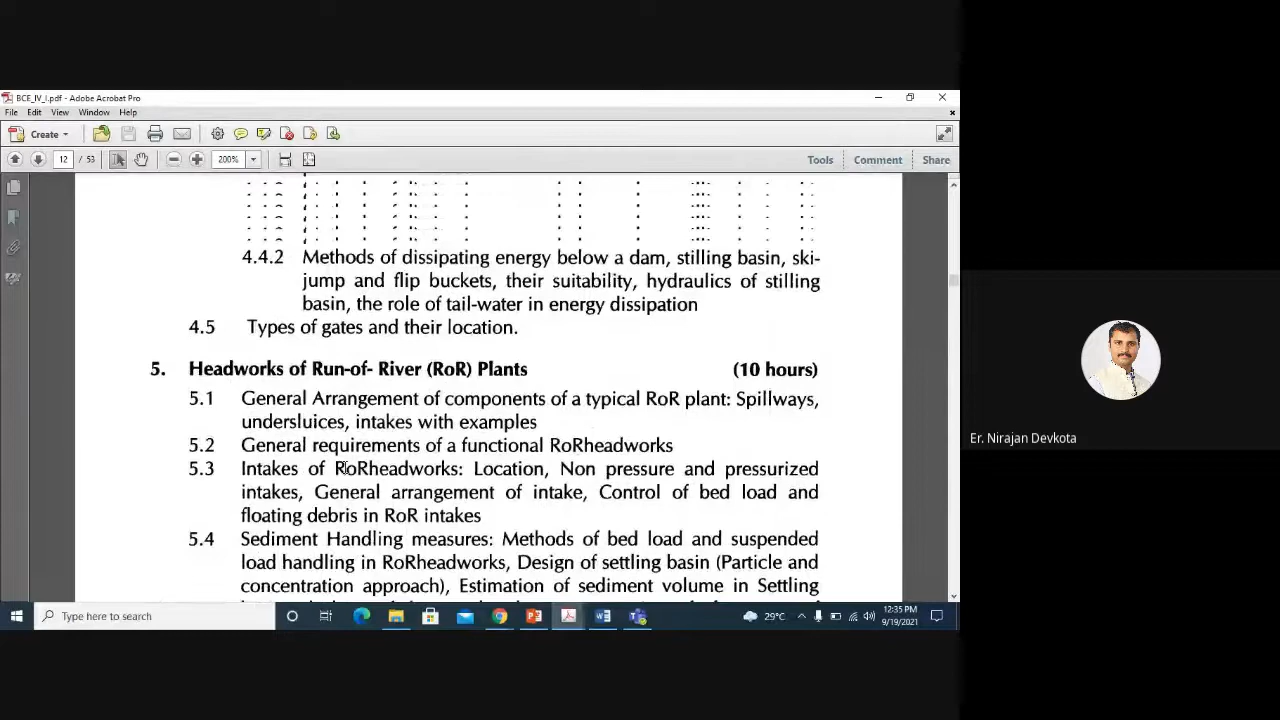 BCE_IV_I.pdf - Adobe Acrobat Pro
File Edit View Window Help
Create
12 / 53 200% Tools Comment Share
4.4.2 Methods of dissipating energy below a dam, stilling basin, ski-
jump and flip buckets, their suitability, hydraulics of stilling
basin, the role of tail-water in energy dissipation
4.5 Types of gates and their location.
5. Headworks of Run-of- River (RoR) Plants (10 hours)
5.1 General Arrangement of components of a typical RoR plant: Spillways,
undersluices, intakes with examples
5.2 General requirements of a functional RoRheadworks
5.3 Intakes of RoRheadworks: Location, Non pressure and pressurized
intakes, General arrangement of intake, Control of bed load and
floating debris in RoR intakes
5.4 Sediment Handling measures: Methods of bed load and suspended
load handling in RoRheadworks, Design of settling basin (Particle and
concentration approach), Estimation of sediment volume in Settling
Er. Nirajan Devkota
Type here to search
29°C
12:35 PM
9/19/2021